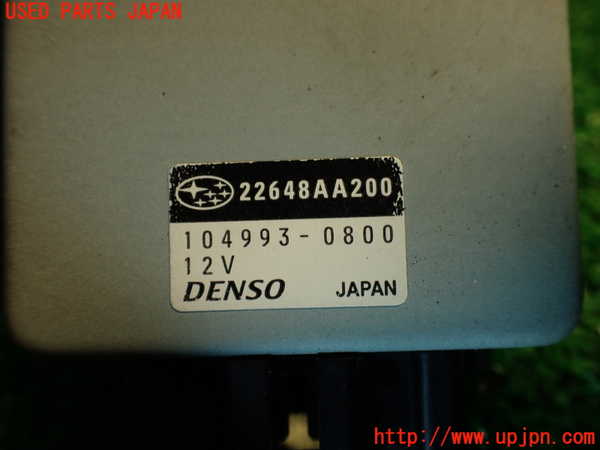 USED PARTS JAPAN
22648AA200
104993-0800
12V
DENSO JAPAN
http://www.upjpn.com/